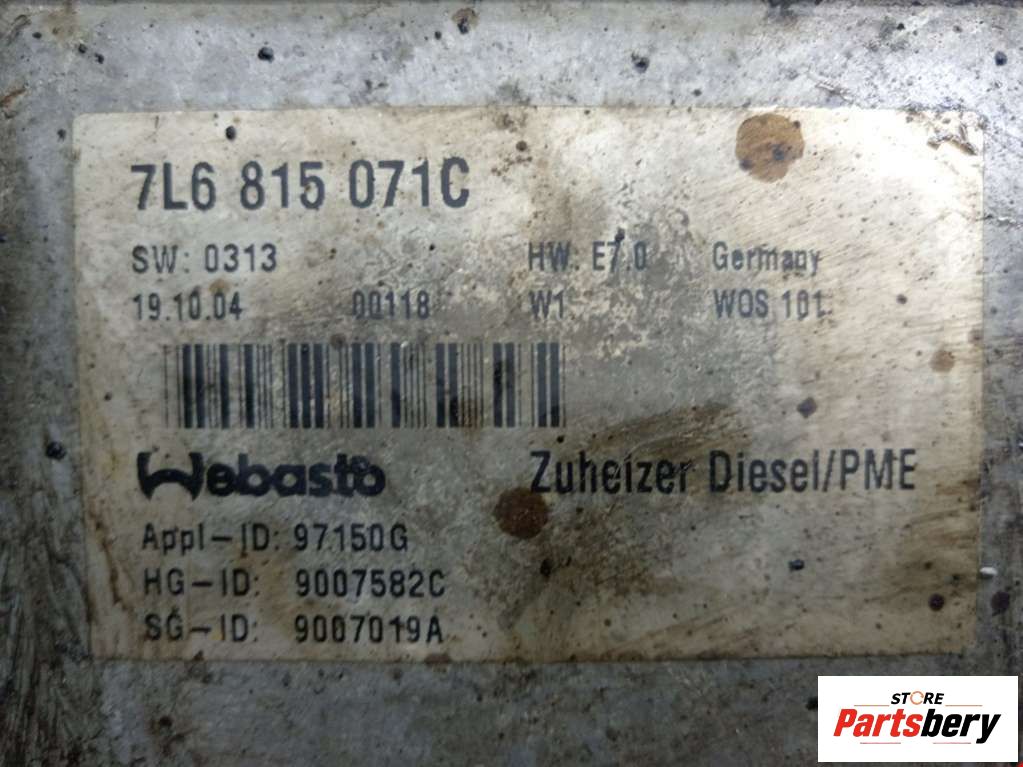 7L6 815 071C
SW: 0313 HW: E7.0 Germany
19.10.04 00118 W1 WOS 101
Webasto Zuheizer Diesel/PME
Appl-ID: 97150G
HG-ID: 9007582C
SG-ID: 9007019A
STORE
Partsbery